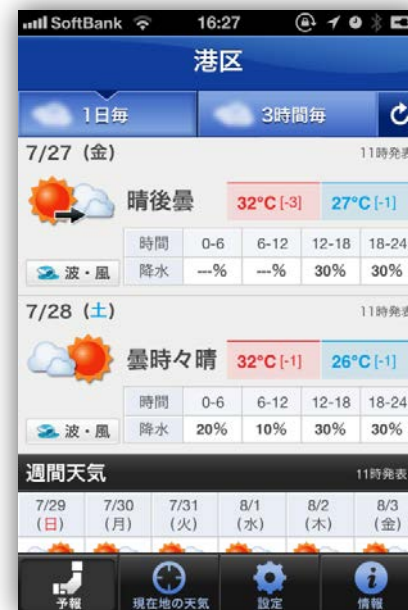 SoftBank 16:27
港区
1日毎 3時間毎
7/27 (金) 11時発表
晴後曇 32°C [-3] 27°C [-1]
時間 0-6 6-12 12-18 18-24
波・風 降水 ---% ---% 30% 30%
7/28 (土) 11時発表
曇時々晴 32°C [-1] 26°C [-1]
時間 0-6 6-12 12-18 18-24
波・風 降水 20% 10% 30% 30%
週間天気 11時発表
7/29 7/30 7/31 8/1 8/2 8/3
(日) (月) (火) (水) (木) (金)
予報 現在地の天気 設定 情報